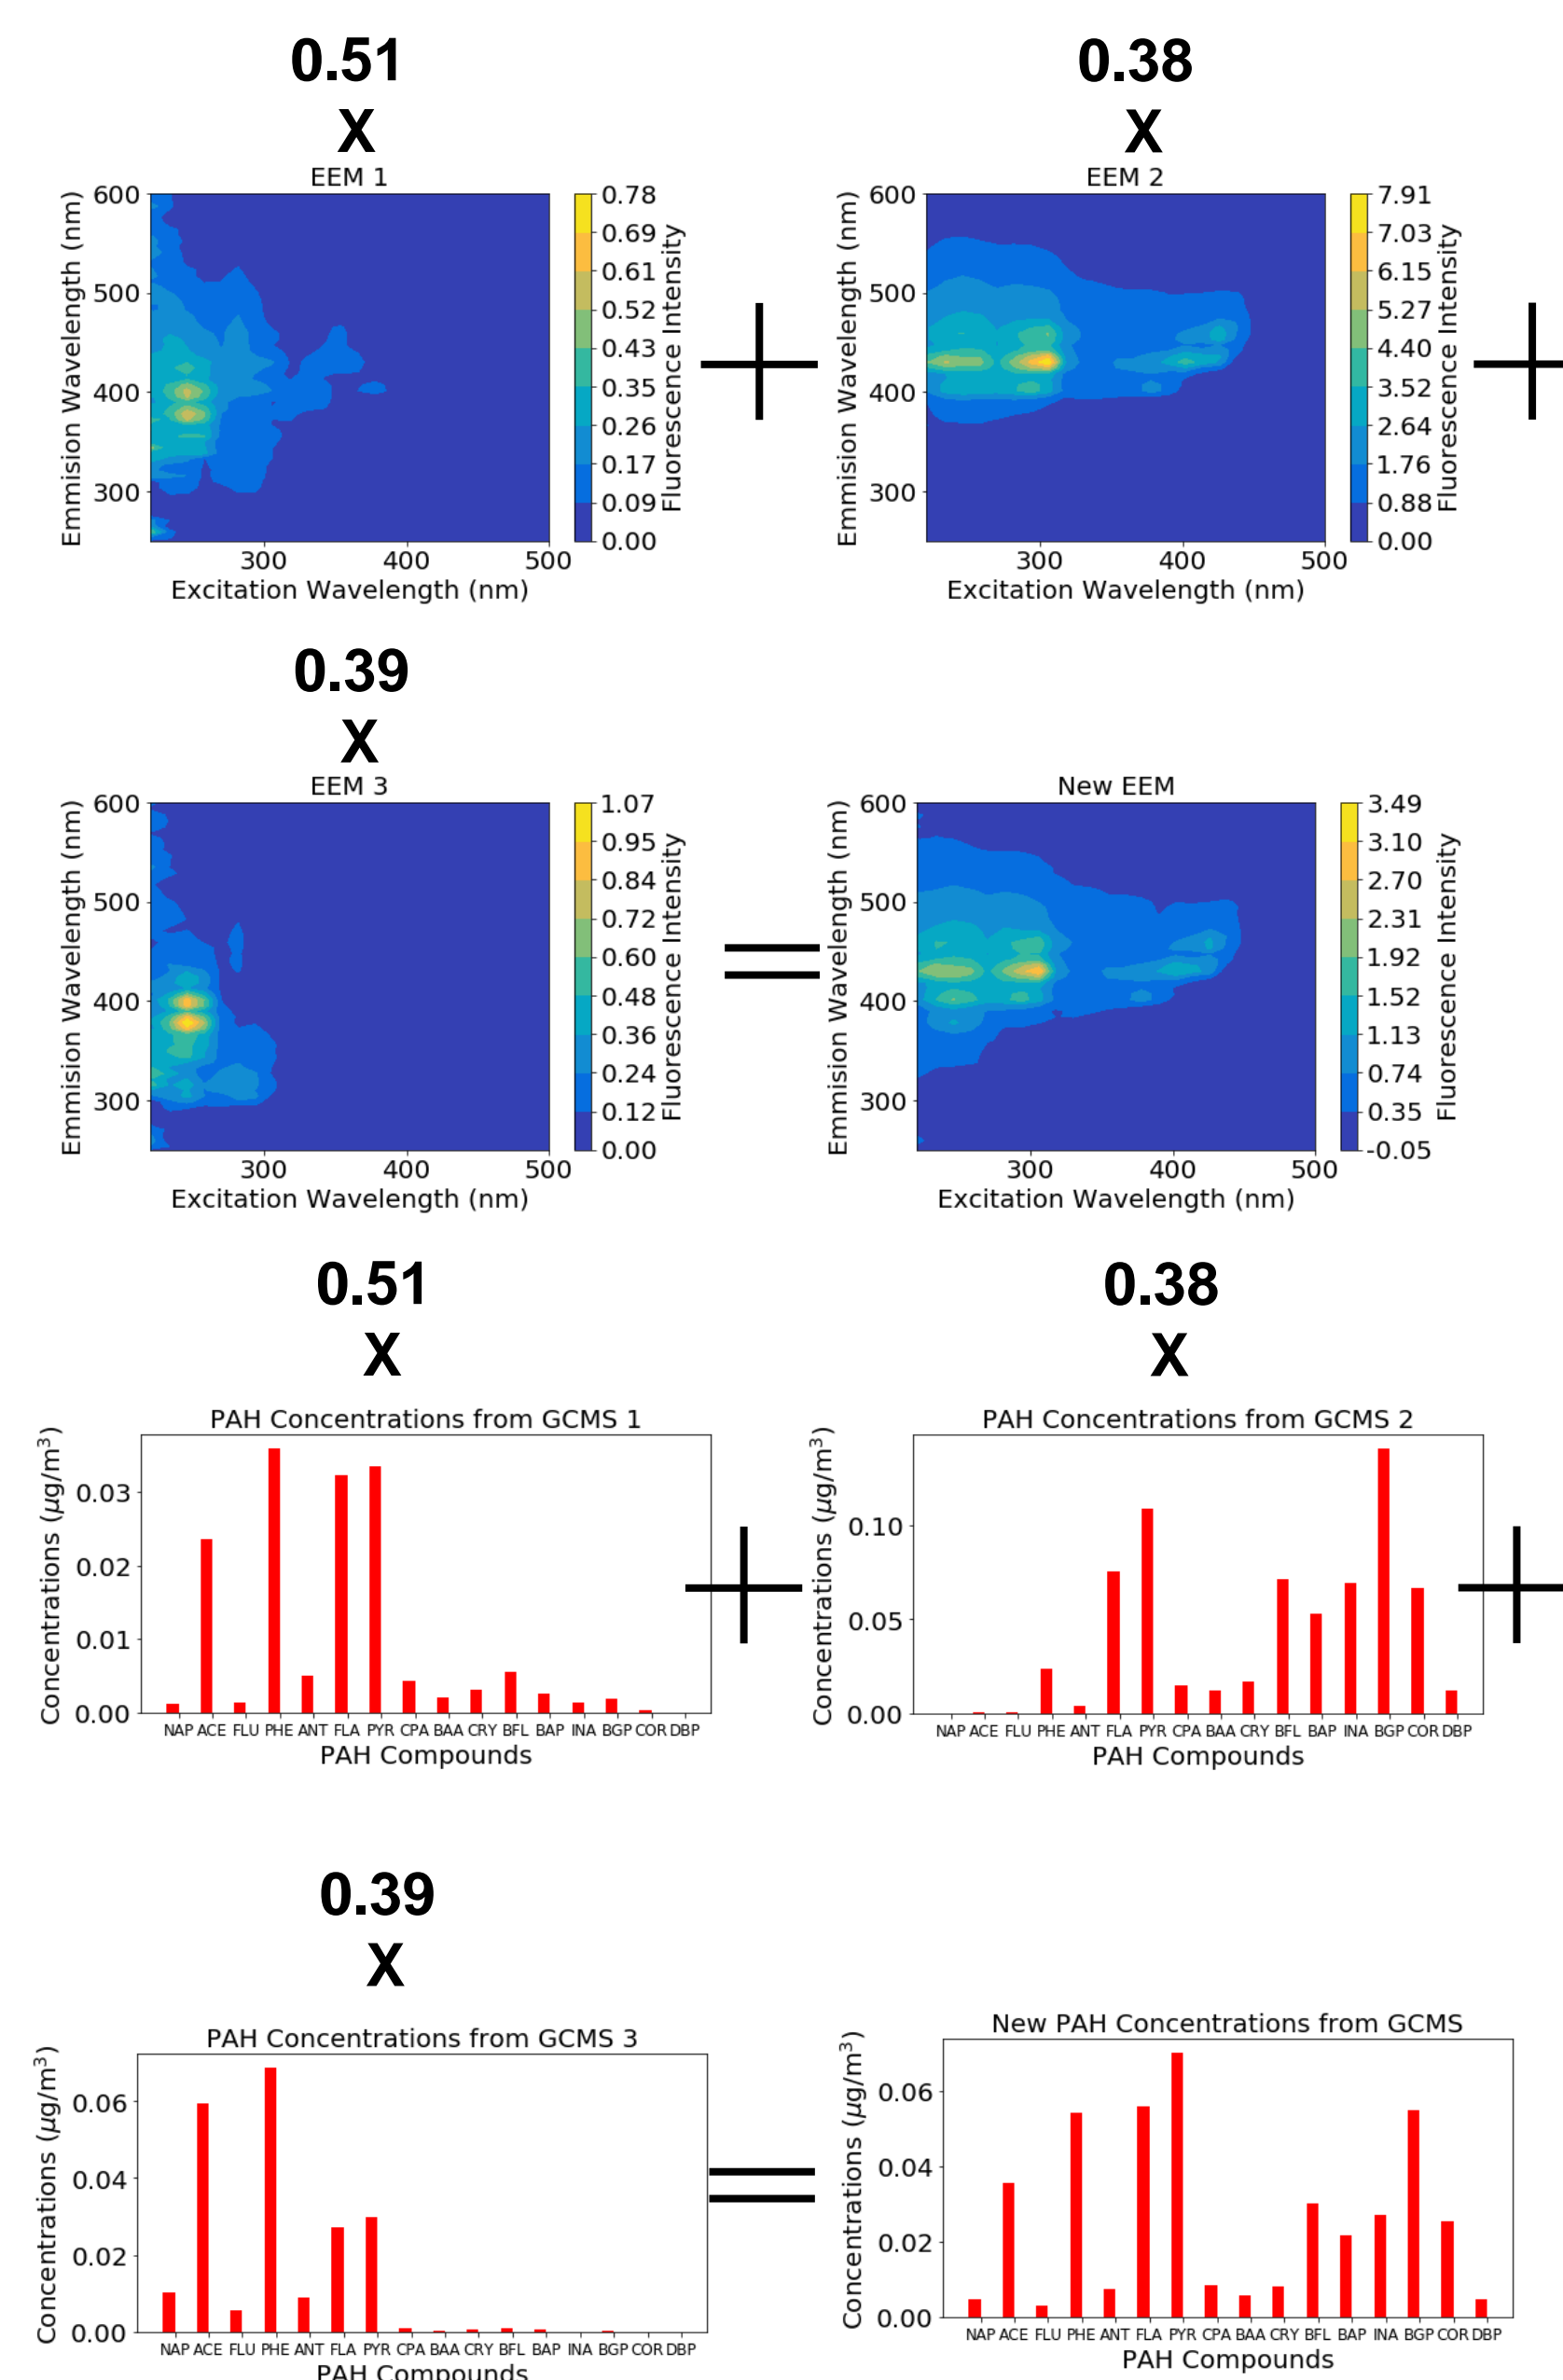 0.51
X
EEM 1
600
500
400
300
Emmision Wavelength (nm)
300 400 500
Excitation Wavelength (nm)
0.78
0.69
0.61
0.52
0.43
0.35
0.26
0.17
0.09
0.00
Fluorescence Intensity
+
0.38
X
EEM 2
600
500
400
300
Emmision Wavelength (nm)
300 400 500
Excitation Wavelength (nm)
7.91
7.03
6.15
5.27
4.40
3.52
2.64
1.76
0.88
0.00
Fluorescence Intensity
+
0.39
X
EEM 3
600
500
400
300
Emmision Wavelength (nm)
300 400 500
Excitation Wavelength (nm)
1.07
0.95
0.84
0.72
0.60
0.48
0.36
0.24
0.12
0.00
Fluorescence Intensity
=
New EEM
600
500
400
300
Emmision Wavelength (nm)
300 400 500
Excitation Wavelength (nm)
3.49
3.10
2.70
2.31
1.92
1.52
1.13
0.74
0.35
-0.05
Fluorescence Intensity
0.51
X
PAH Concentrations from GCMS 1
Concentrations (μg/m³)
0.03
0.02
0.01
0.00
NAP ACE FLU PHE ANT FLA PYR CPA BAA CRY BFL BAP INA BGP COR DBP
PAH Compounds
+
0.38
X
PAH Concentrations from GCMS 2
Concentrations (μg/m³)
0.10
0.05
0.00
NAP ACE FLU PHE ANT FLA PYR CPA BAA CRY BFL BAP INA BGP COR DBP
PAH Compounds
+
0.39
X
PAH Concentrations from GCMS 3
Concentrations (μg/m³)
0.06
0.04
0.02
0.00
NAP ACE FLU PHE ANT FLA PYR CPA BAA CRY BFL BAP INA BGP COR DBP
PAH Compounds
=
New PAH Concentrations from GCMS
Concentrations (μg/m³)
0.06
0.04
0.02
0.00
NAP ACE FLU PHE ANT FLA PYR CPA BAA CRY BFL BAP INA BGP COR DBP
PAH Compounds